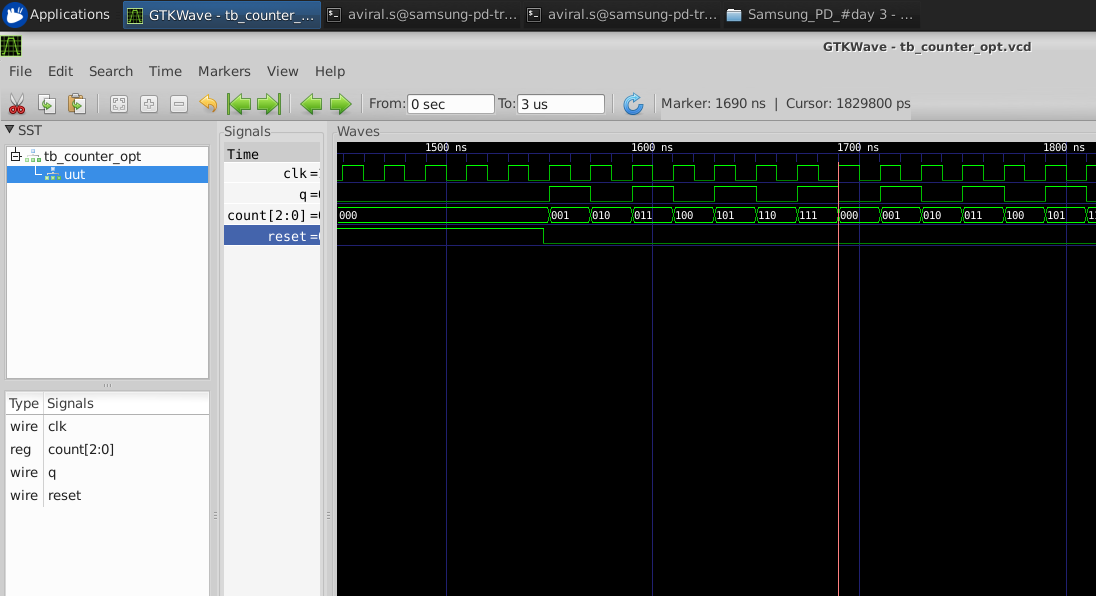 Applications GTKWave - tb_counter_... aviral.s@samsung-pd-tr... aviral.s@samsung-pd-tr... Samsung_PD_#day 3 - ...
GTKWave - tb_counter_opt.vcd
File Edit Search Time Markers View Help
From: 0 sec To: 3 us Marker: 1690 ns | Cursor: 1829800 ps
SST
tb_counter_opt
uut
Type Signals
wire clk
reg count[2:0]
wire q
wire reset
Signals
Time
clk =
q =
count[2:0] =
reset =
Waves
1500 ns 1600 ns 1700 ns 1800 ns
000 001 010 011 100 101 110 111 000 001 010 011 100 101